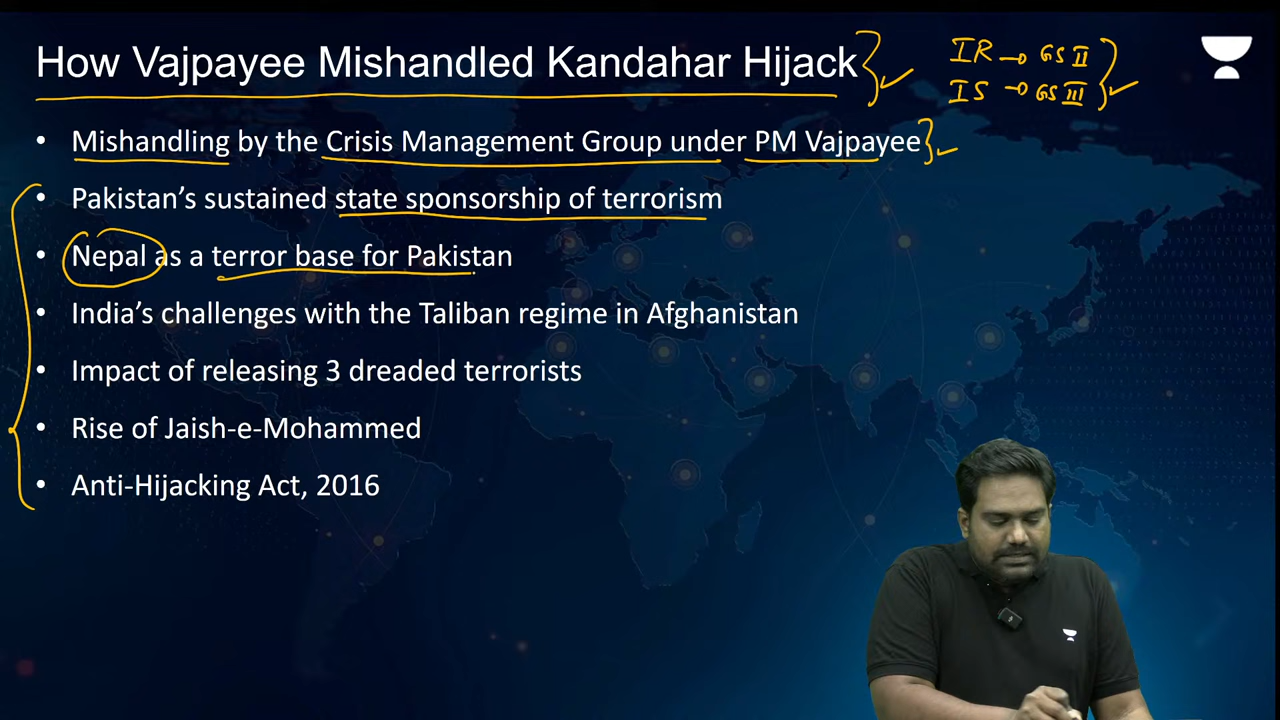 How Vajpayee Mishandled Kandahar Hijack
IR → GS II
IS → GS III
• Mishandling by the Crisis Management Group under PM Vajpayee
• Pakistan’s sustained state sponsorship of terrorism
• Nepal as a terror base for Pakistan
• India’s challenges with the Taliban regime in Afghanistan
• Impact of releasing 3 dreaded terrorists
• Rise of Jaish-e-Mohammed
• Anti-Hijacking Act, 2016